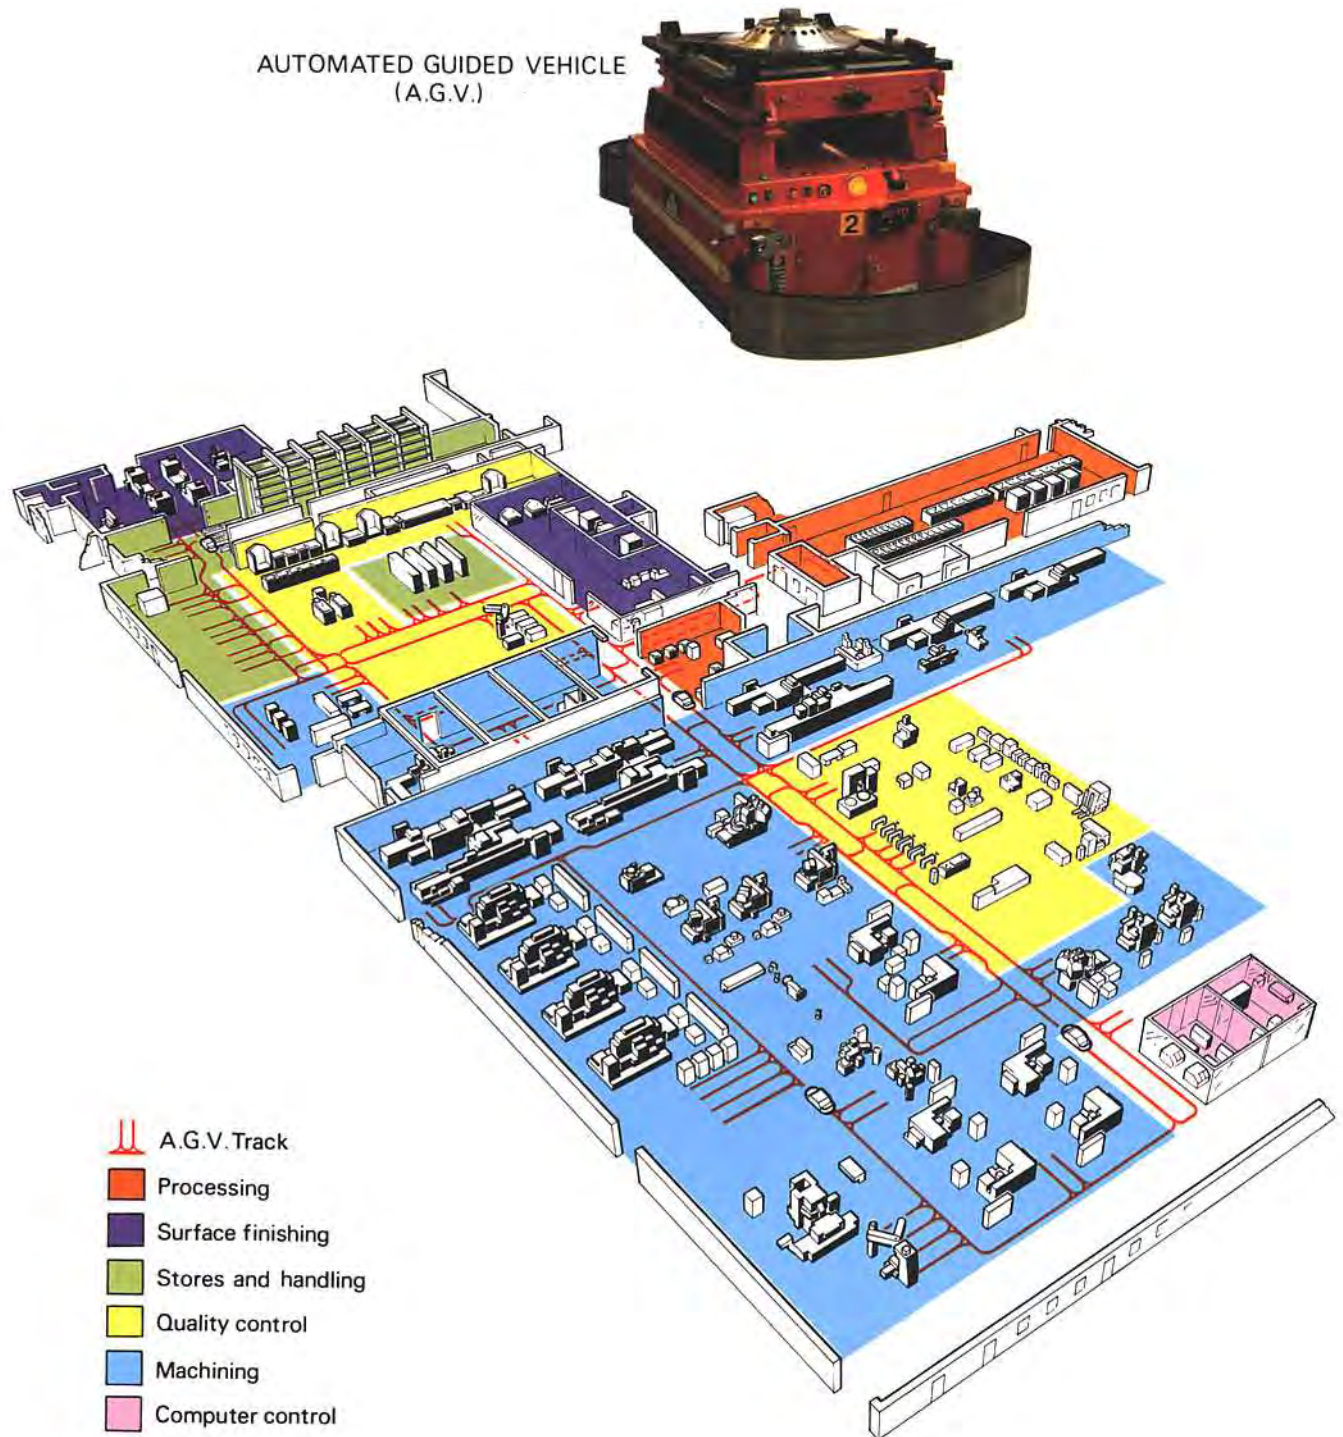 AUTOMATED GUIDED VEHICLE
(A.G.V.)
2
A.G.V. Track
Processing
Surface finishing
Stores and handling
Quality control
Machining
Computer control